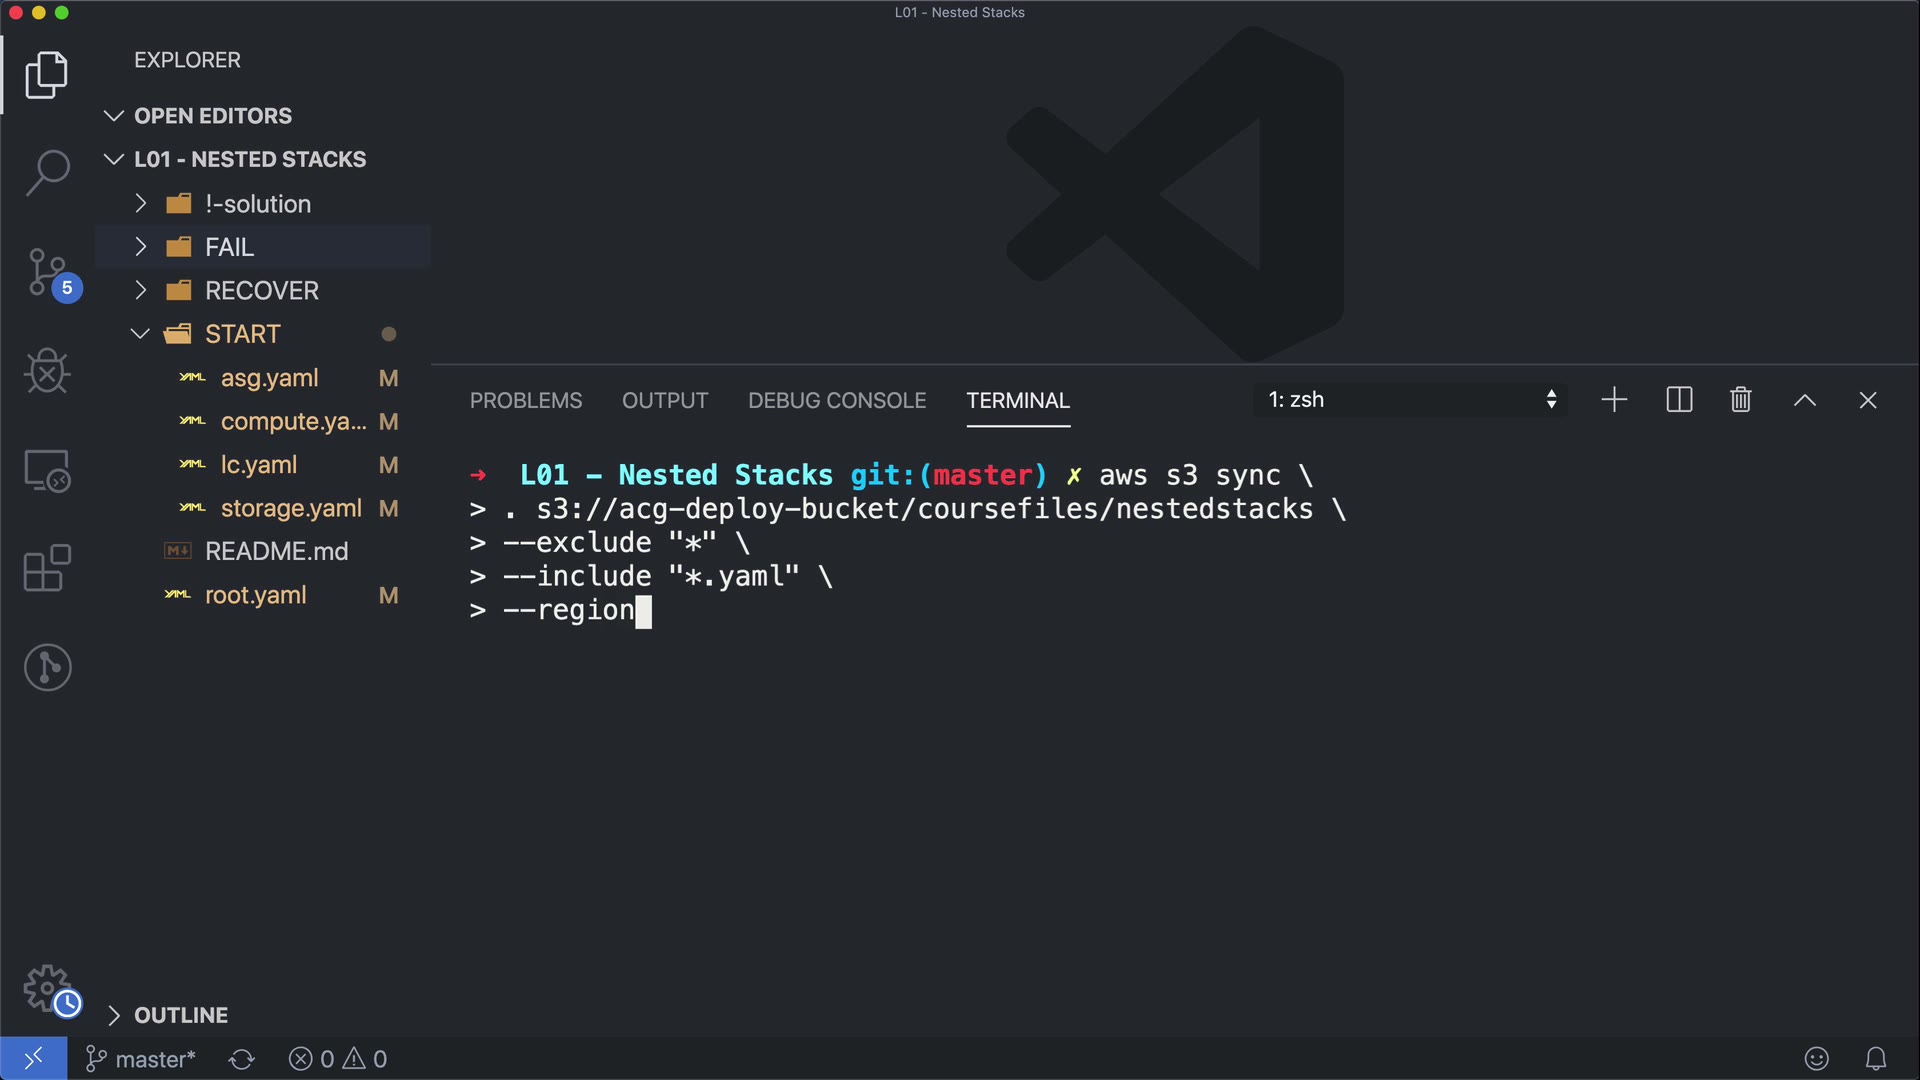 L01 - Nested Stacks
EXPLORER
OPEN EDITORS
L01 - NESTED STACKS
!-solution
FAIL
RECOVER
START
asg.yaml M
compute.ya... M
lc.yaml M
storage.yaml M
README.md
root.yaml M
OUTLINE
5
PROBLEMS OUTPUT DEBUG CONSOLE TERMINAL 1: zsh
→ L01 - Nested Stacks git:(master) ✗ aws s3 sync \
> . s3://acg-deploy-bucket/coursefiles/nestedstacks \
> --exclude "*" \
> --include "*.yaml" \
> --region
master* 0 0